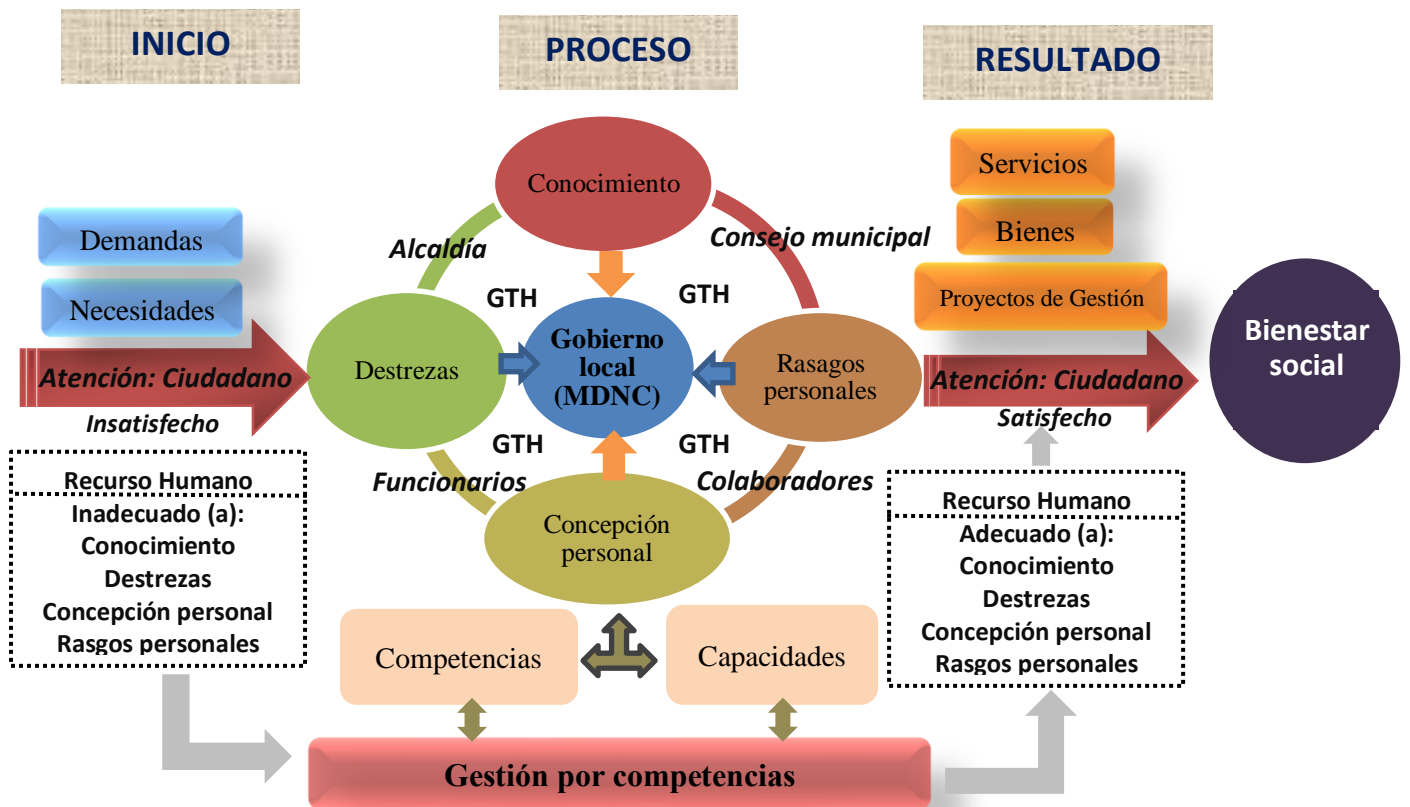 INICIO
PROCESO
RESULTADO
Demandas
Necesidades
Atención: Ciudadano
Insatisfecho
Recurso Humano
Inadecuado (a):
Conocimiento
Destrezas
Concepción personal
Rasgos personales
Conocimiento
Alcaldía
Consejo municipal
GTH
GTH
Destrezas
Gobierno
local
(MDNC)
Rasagos
personales
GTH
GTH
Funcionarios
Colaboradores
Concepción
personal
Competencias
Capacidades
Gestión por competencias
Servicios
Bienes
Proyectos de Gestión
Atención: Ciudadano
Satisfecho
Recurso Humano
Adecuado (a):
Conocimiento
Destrezas
Concepción personal
Rasgos personales
Bienestar
social